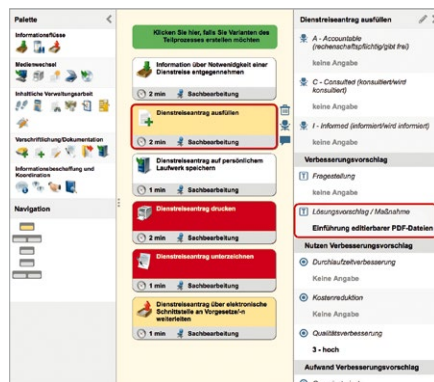 Palette
Informationsflüsse
Medienwechsel
Inhaltliche Verwaltungsarbeit
Verschriftlichung/Dokumentation
Informationsbeschaffung und
Koordination
Navigation
Klicken Sie hier, falls Sie Varianten des
Teilprozesses erstellen möchten
Information über Notwenidgkeit einer
Dienstreise entgegennehmen
2 min Sachbearbeitung
Dienstreiseantrag ausfüllen
2 min Sachbearbeitung
Dienstreiseantrag auf persönlichem
Laufwerk speichern
1 min Sachbearbeitung
Dienstreiseantrag drucken
2 min Sachbearbeitung
Dienstreiseantrag unterzeichnen
1 min Sachbearbeitung
Dienstreiseantrag über elektronische
Schnittstelle an Vorgesetze/-n
weiterleiten
1 min Sachbearbeitung
Dienstreiseantrag ausfüllen
A - Accountable
(rechenschaftspflichtig/gibt frei)
keine Angabe
C - Consulted (konsultiert/wird
konsultiert)
keine Angabe
I - Informed (informiert/wird informiert)
keine Angabe
Verbesserungsvorschlag
Fragestellung
keine Angabe
Lösungsvorschlag / Maßnahme
Einführung editierbarer PDF-Dateien
Nutzen Verbesserungsvorschlag
Durchlaufzeitverbesserung
Keine Angabe
Kostenreduktion
Keine Angabe
Qualitätsverbesserung
3 - hoch
Aufwand Verbesserungsvorschlag